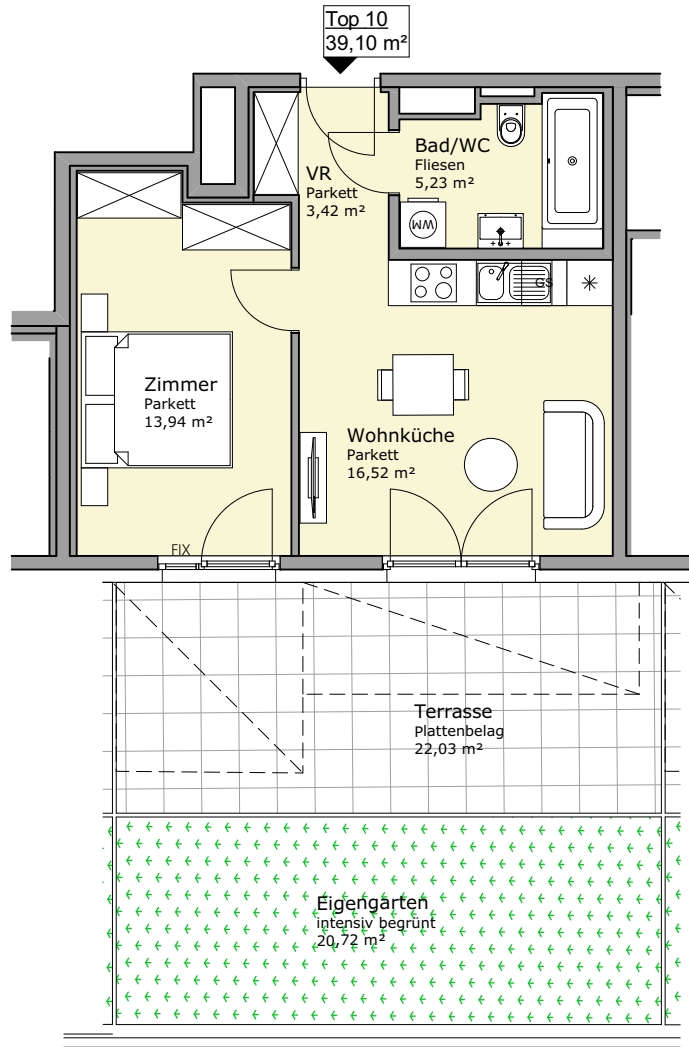 Top 10
39,10 m²
VR
Parkett
3,42 m²
Bad/WC
Fliesen
5,23 m²
WM
GS
Zimmer
Parkett
13,94 m²
Wohnküche
Parkett
16,52 m²
FIX
Terrasse
Plattenbelag
22,03 m²
Eigengarten
intensiv begrünt
20,72 m²